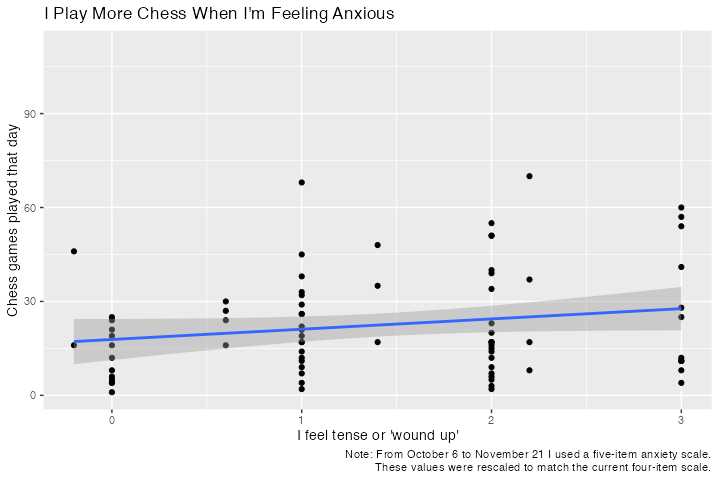 I Play More Chess When I'm Feeling Anxious
Chess games played that day
90
60
30
0
0
1
2
3
I feel tense or 'wound up'
Note: From October 6 to November 21 I used a five-item anxiety scale.
These values were rescaled to match the current four-item scale.